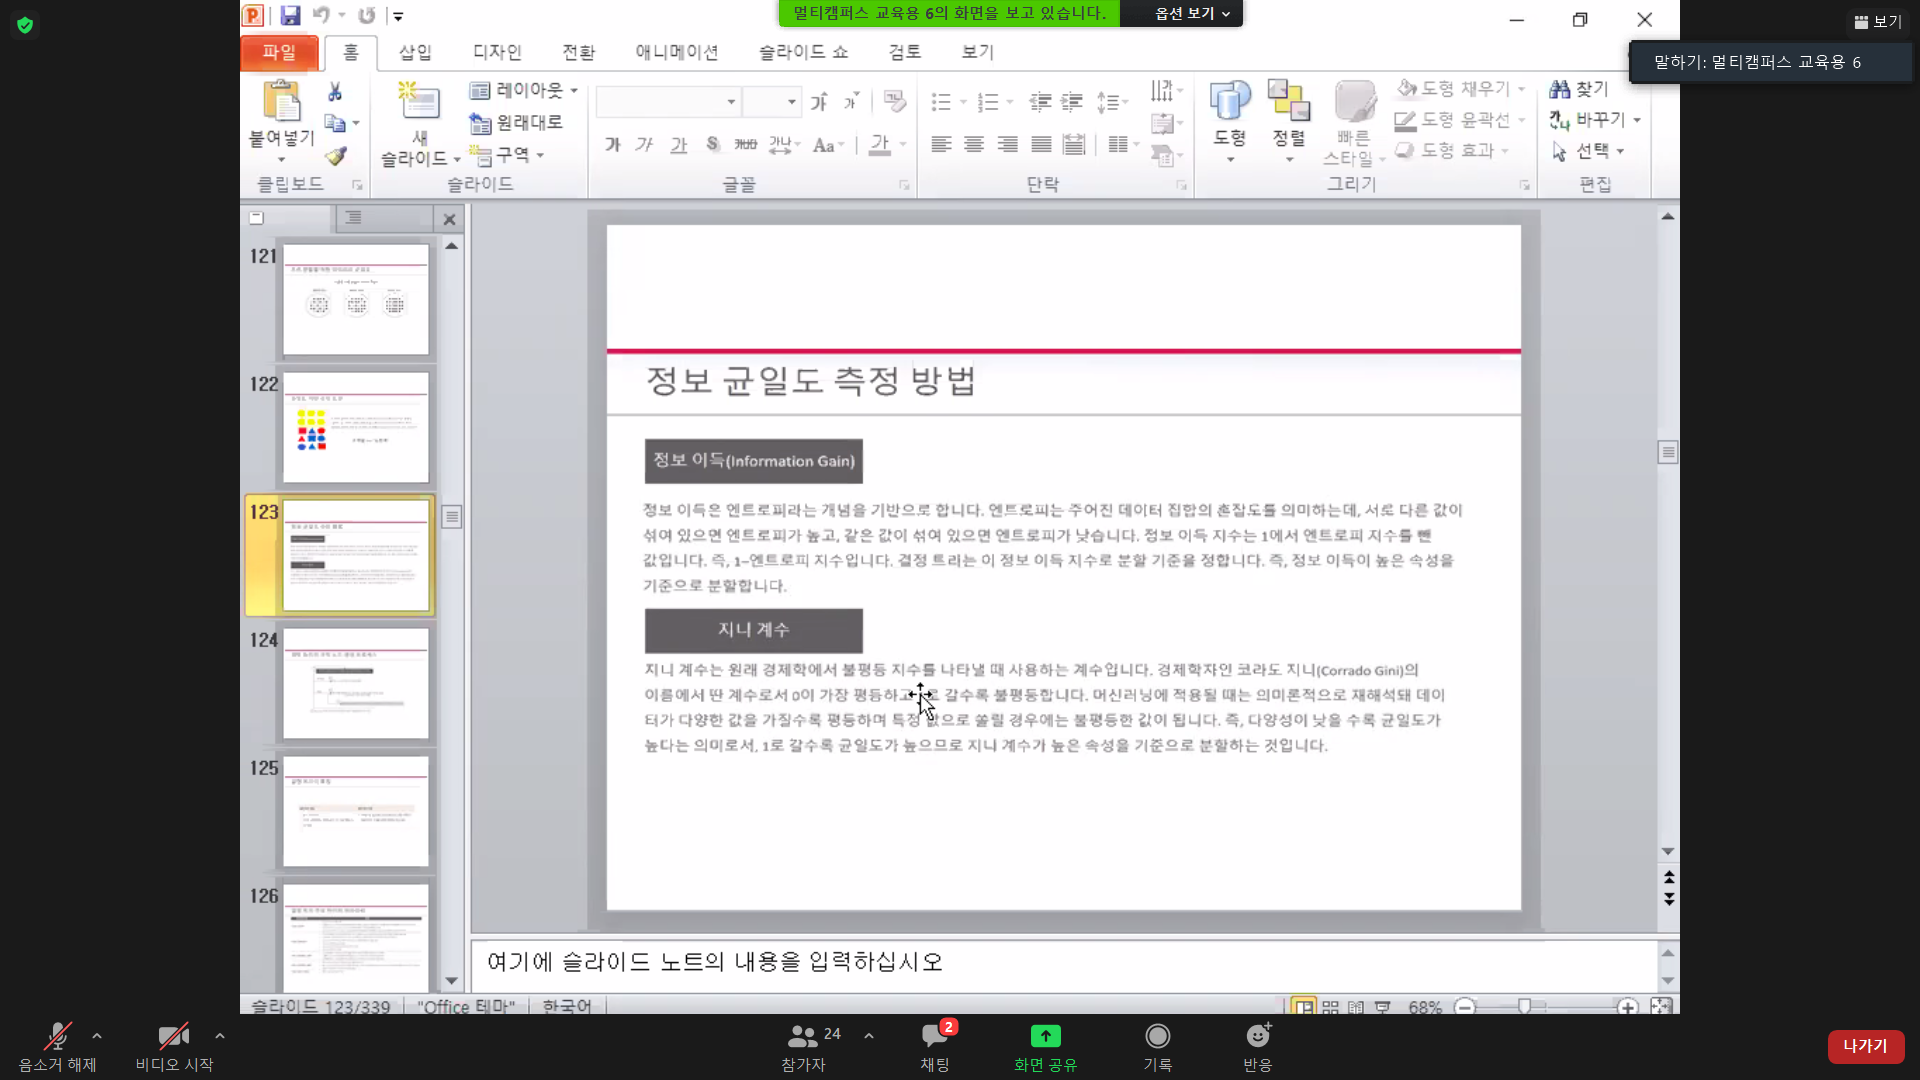 멀티캠퍼스 교육용 6의 화면을 보고 있습니다. 옵션 보기
보기
말하기: 멀티캠퍼스 교육용 6
파일 홈 삽입 디자인 전환 애니메이션 슬라이드 쇼 검토 보기
붙여넣기
클립보드
새 슬라이드
레이아웃
원래대로
구역
슬라이드
가 가
가 가 가 S 가나 Aa 가
글꼴
단락
도형
정렬
빠른 스타일
도형 채우기
도형 윤곽선
도형 효과
그리기
찾기
바꾸기
선택
편집
121
122
123
124
125
126
정보 균일도 측정 방법
정보 이득(Information Gain)
정보 이득은 엔트로피라는 개념을 기반으로 합니다. 엔트로피는 주어진 데이터 집합의 혼잡도를 의미하는데, 서로 다른 값이
섞여 있으면 엔트로피가 높고, 같은 값이 섞여 있으면 엔트로피가 낮습니다. 정보 이득 지수는 1에서 엔트로피 지수를 뺀
값입니다. 즉, 1-엔트로피 지수입니다. 결정 트리는 이 정보 이득 지수로 분할 기준을 정합니다. 즉, 정보 이득이 높은 속성을
기준으로 분할합니다.
지니 계수
지니 계수는 원래 경제학에서 불평등 지수를 나타낼 때 사용하는 계수입니다. 경제학자인 코라도 지니(Corrado Gini)의
이름에서 딴 계수로서 0이 가장 평등하고 갈수록 불평등합니다. 머신러닝에 적용될 때는 의미론적으로 재해석돼 데이
터가 다양한 값을 가질수록 평등하며 특정 값으로 쏠릴 경우에는 불평등한 값이 됩니다. 즉, 다양성이 낮을 수록 균일도가
높다는 의미로서, 1로 갈수록 균일도가 높으므로 지니 계수가 높은 속성을 기준으로 분할하는 것입니다.
여기에 슬라이드 노트의 내용을 입력하십시오
슬라이드 123/339 "Office 테마" 한국어 68%
음소거 해제
비디오 시작
참가자 24
채팅 2
화면 공유
기록
반응
나가기